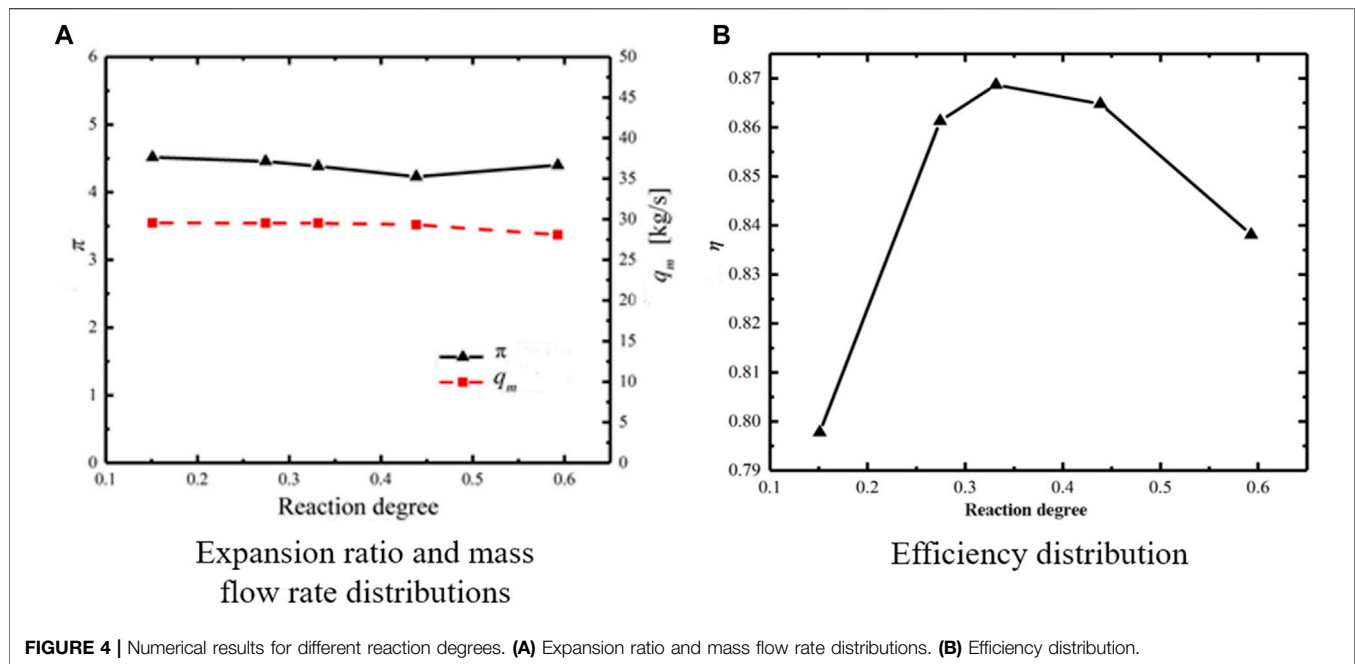 A
6
5
4
3
2
1
0
π
50
45
40
35
30
25
20
15
10
5
0
q_m [kg/s]
π
q_m
0.1 0.2 0.3 0.4 0.5 0.6
Reaction degree
Expansion ratio and mass
flow rate distributions
B
0.87
0.86
0.85
0.84
0.83
0.82
0.81
0.80
0.79
η
0.1 0.2 0.3 0.4 0.5 0.6
Reaction degree
Efficiency distribution
FIGURE 4 | Numerical results for different reaction degrees. (A) Expansion ratio and mass flow rate distributions. (B) Efficiency distribution.